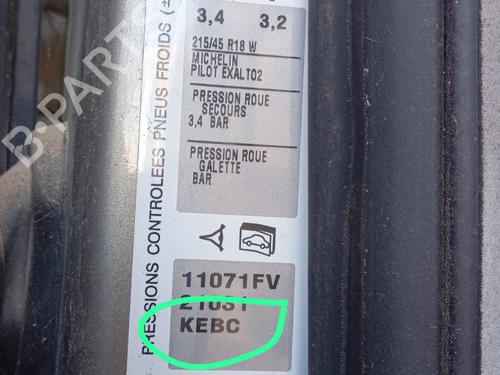 3,4 3,2
215/45 R18 W
MICHELIN
PILOT EXALTO2
PRESSION ROUE
SECOURS
3,4 BAR
PRESSION ROUE
GALETTE
BAR
PRESSIONS CONTROLEES PNEUS FROIDS (±
11071FV
21031
KEBC
B-PARTS